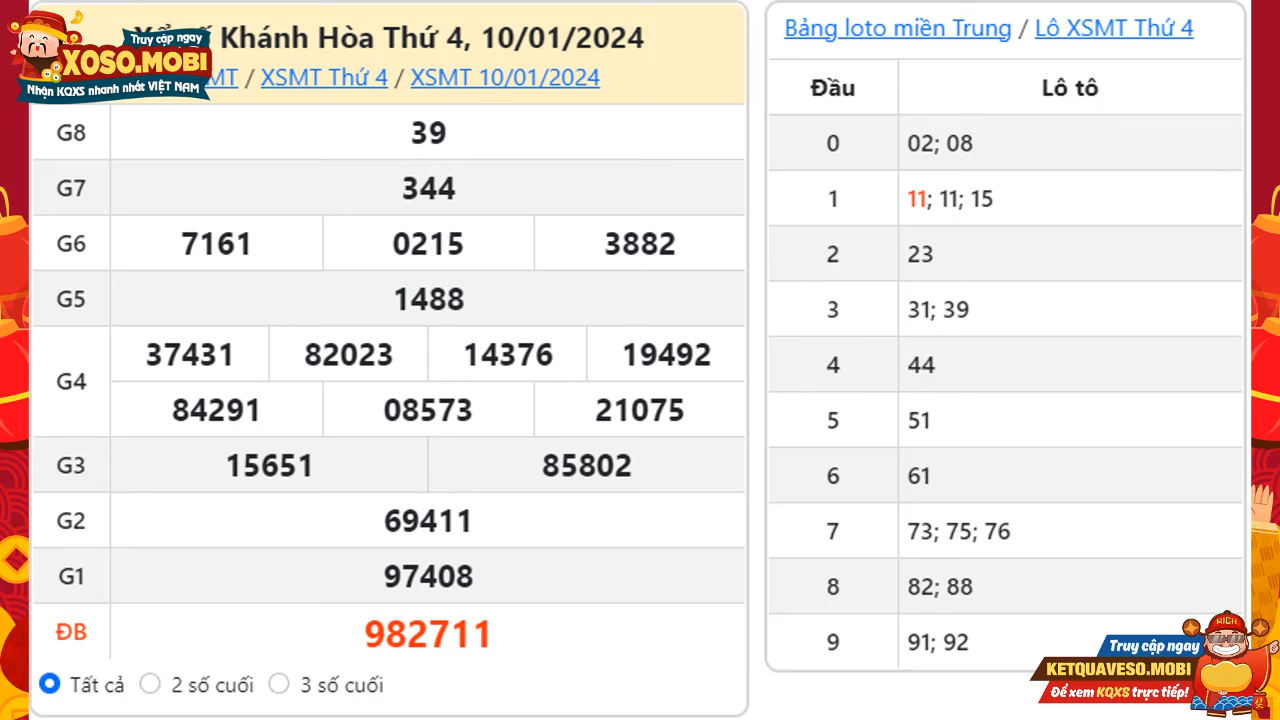 Truy cập ngay
XOSO.MOBI
Nhận KQXS nhanh nhất VIỆT NAM
Khánh Hòa Thứ 4, 10/01/2024
MT / XSMT Thứ 4 / XSMT 10/01/2024
G8 39
G7 344
G6 7161 0215 3882
G5 1488
G4 37431 82023 14376 19492
84291 08573 21075
G3 15651 85802
G2 69411
G1 97408
ĐB 982711
Tất cả 2 số cuối 3 số cuối
Bảng loto miền Trung / Lô XSMT Thứ 4
Đầu Lô tô
0 02; 08
1 11; 11; 15
2 23
3 31; 39
4 44
5 51
6 61
7 73; 75; 76
8 82; 88
9 91; 92
RICH
Truy cập ngay
KETQUAVESO.MOBI
Để xem KQXS trực tiếp!